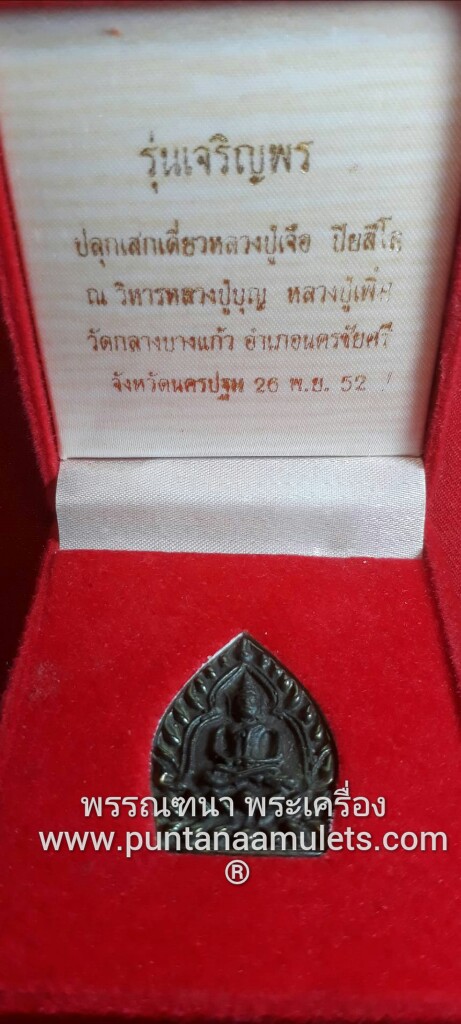 รุ่นเจริญพร
ปลุกเสกเดี่ยวหลวงปู่เจือ ปิยสีโล
ณ วิหารหลวงปู่บุญ หลวงปู่เพิ่ม
วัดกลางบางแก้ว อำเภอนครชัยศรี
จังหวัดนครปฐม 26 พ.ย. 52
พรรณฑนา พระเครื่อง
www.puntanaamulets.com
®